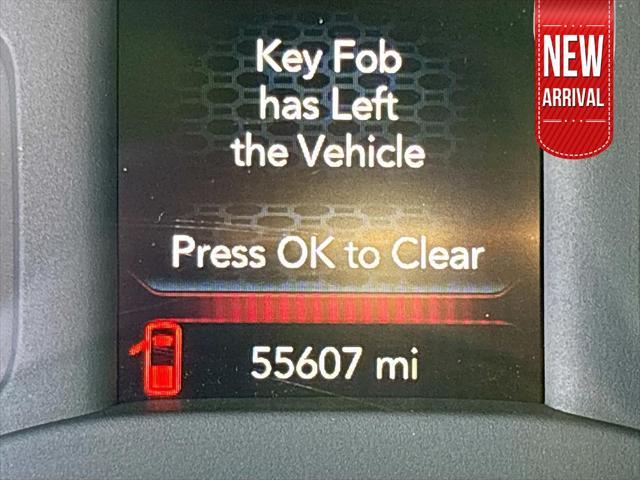 Key Fob
has Left
the Vehicle
Press OK to Clear
55607 mi
NEW
ARRIVAL